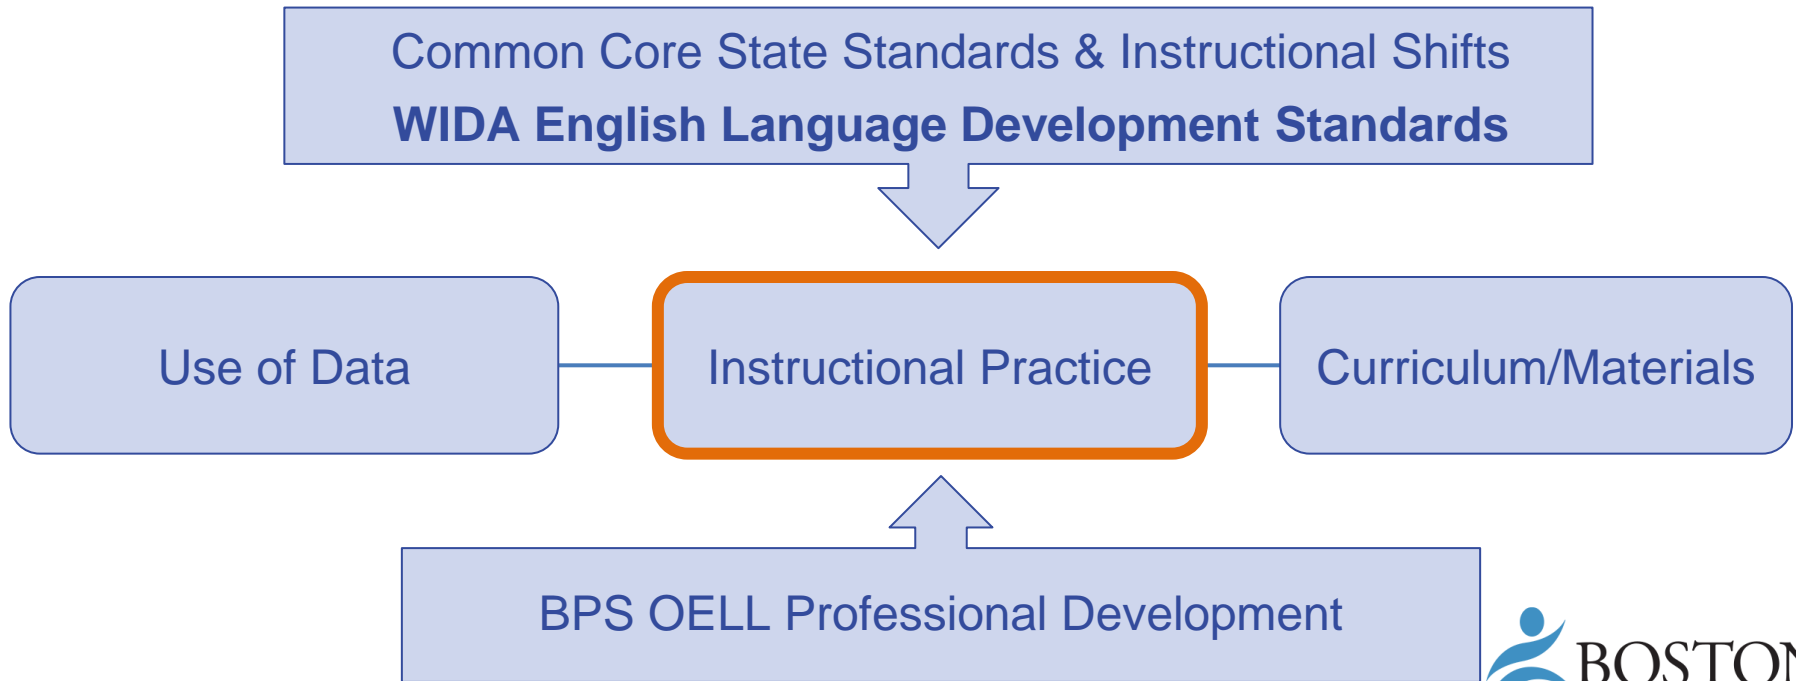 Common Core State Standards & Instructional Shifts
WIDA English Language Development Standards
Use of Data
Instructional Practice
Curriculum/Materials
BPS OELL Professional Development
BOSTON